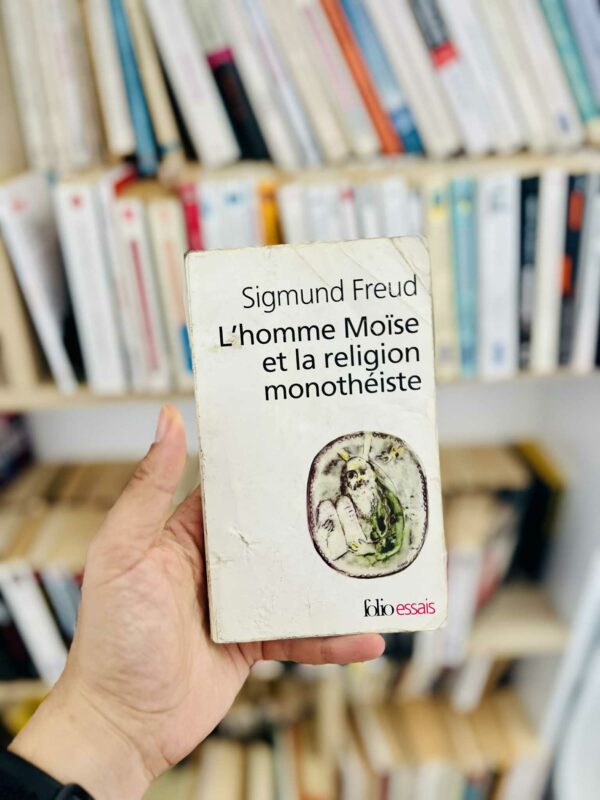 Sigmund Freud
L'homme Moïse
et la religion
monothéiste
folio essais